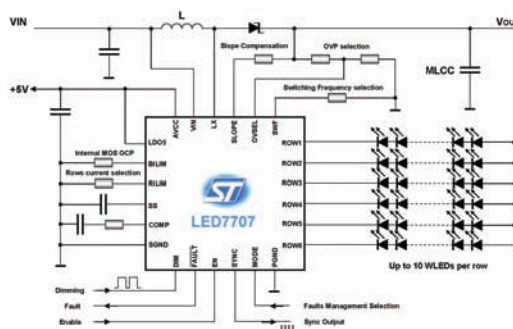 VIN
L
Vou
Slope Compensation
OVP selection
MLCC
Switching Frequency selection
+5V
AVCC
VIN
LX
SLOPE
OVSEL
SWF
LDO5
Internal MOS OCP
BILIM
Rows current selection
RILIM
SS
COMP
SGND
ST
LED7707
ROW1
ROW2
ROW3
ROW4
ROW5
ROW6
DIM
FAULT
EN
SYNC
MODE
PGND
Up to 10 WLEDs per row
Dimming
Fault
Enable
Faults Management Selection
Sync Output